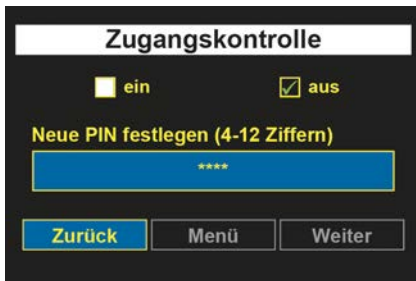 Zugangskontrolle
ein aus
Neue PIN festlegen (4-12 Ziffern)
****
Zurück Menü Weiter